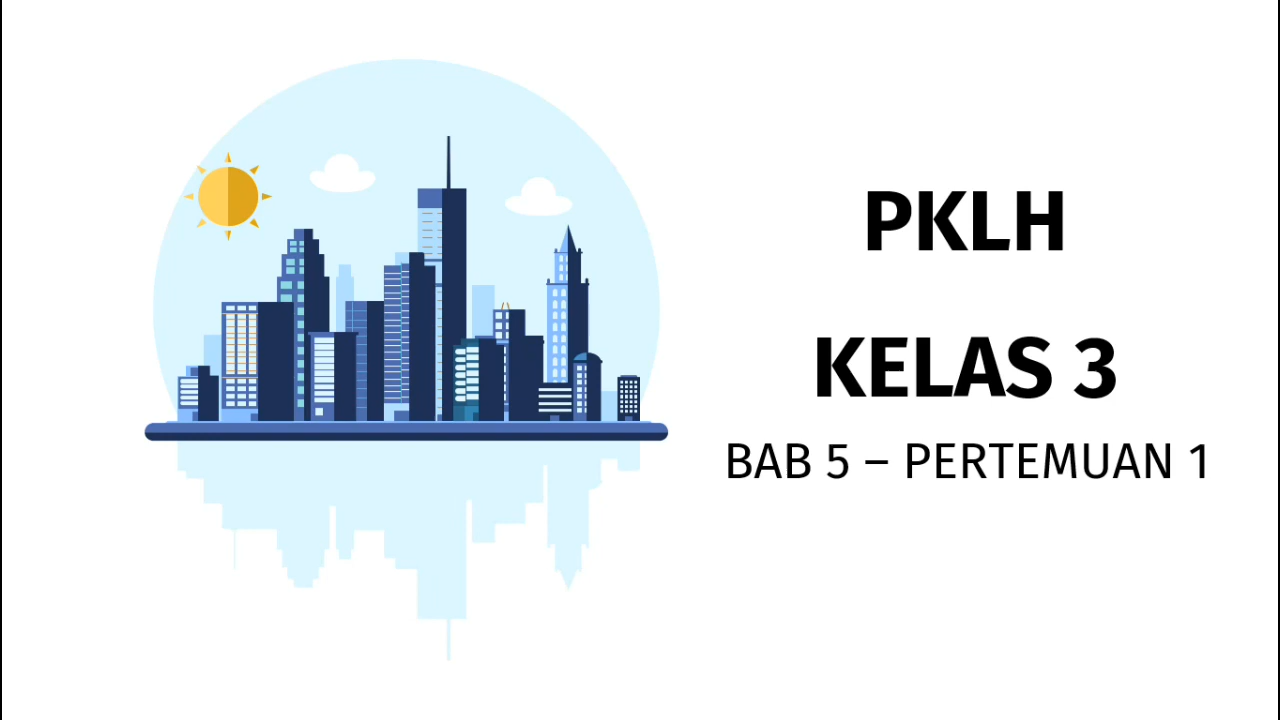 PKLH
KELAS 3
BAB 5 – PERTEMUAN 1